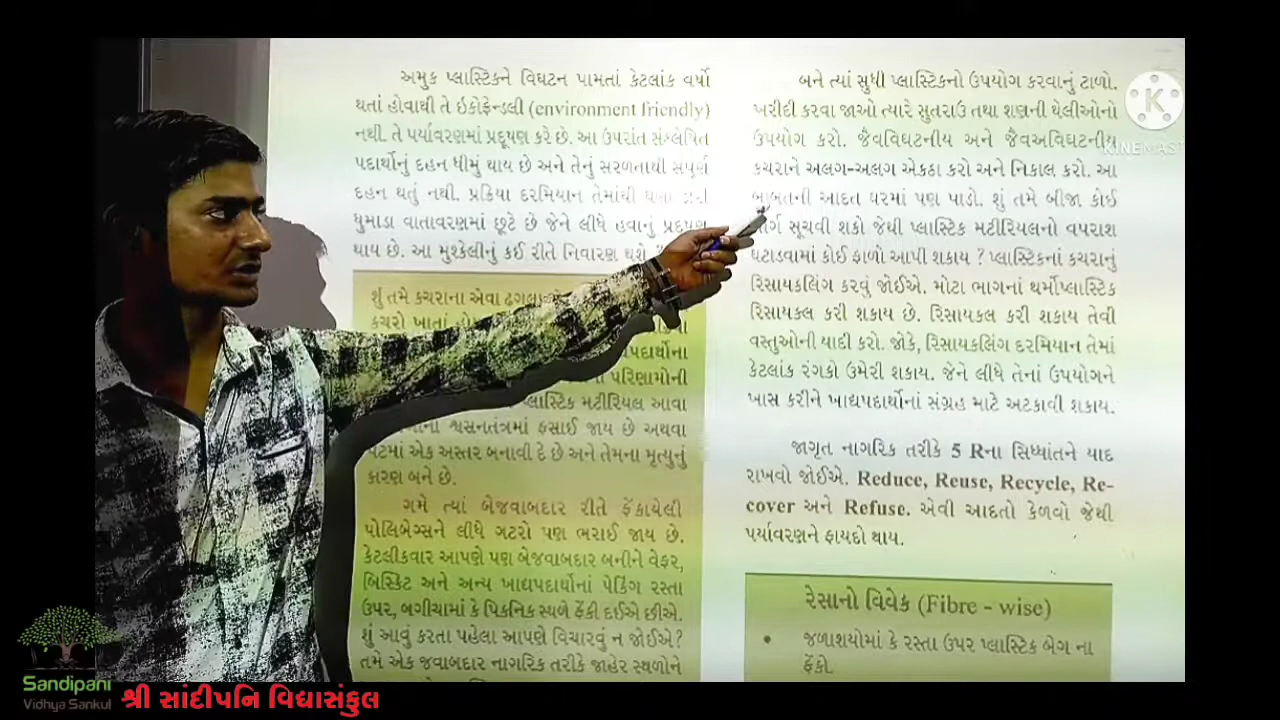 અમુક પ્લાસ્ટિકને વિઘટન પામતાં કેટલાંક વર્ષો
થતાં હોવાથી તે ઇકોફ્રેન્ડલી (environment friendly)
નથી. તે પર્યાવરણમાં પ્રદૂષણ કરે છે. આ ઉપરાંત સંશ્લેષિત
પદાર્થોનું દહન ધીમું થાય છે અને તેનું સરળતાથી સંપૂર્ણ
દહન થતું નથી. પ્રક્રિયા દરમિયાન તેમાંથી
ધુમાડા વાતાવરણમાં છૂટે છે જેને લીધે હવાનું પ્રદૂષણ
થાય છે. આ મુશ્કેલીનું કઈ રીતે નિવારણ થશે
શું તમે કચરાના એવા
કચરો ખાતાં
પદાર્થોના
પરિણામોની
પ્લાસ્ટિક મટીરિયલ આવા
શ્વસનતંત્રમાં ફસાઈ જાય છે અથવા
પેટમાં એક અસ્તર બનાવી દે છે અને તેમના મૃત્યુનું
કારણ બને છે.
ગમે ત્યાં બેજવાબદાર રીતે ફેંકાયેલી
પોલિબેગ્સને લીધે ગટરો પણ ભરાઈ જાય છે.
કેટલીકવાર આપણે પણ બેજવાબદાર બનીને વેફર,
બિસ્કિટ અને અન્ય ખાદ્યપદાર્થોનાં પેકિંગ રસ્તા
ઉપર, બગીચામાં કે પિકનિક સ્થળે ફેંકી દઈએ છીએ.
શું આવું કરતા પહેલા આપણે વિચારવું ન જોઈએ?
તમે એક જવાબદાર નાગરિક તરીકે જાહેર સ્થળોને
બને ત્યાં સુધી પ્લાસ્ટિકનો ઉપયોગ કરવાનું ટાળો.
ખરીદી કરવા જાઓ ત્યારે સુતરાઉ તથા શણની થેલીઓનો
ઉપયોગ કરો. જૈવવિઘટનીય અને જૈવઅવિઘટનીય
કચરાને અલગ-અલગ એકઠા કરો અને નિકાલ કરો. આ
બાબતની આદત ઘરમાં પણ પાડો. શું તમે બીજા કોઈ
માર્ગ સૂચવી શકો જેથી પ્લાસ્ટિક મટીરિયલનો વપરાશ
ઘટાડવામાં કોઈ ફાળો આપી શકાય ? પ્લાસ્ટિકનાં કચરાનું
રિસાયકલિંગ કરવું જોઈએ. મોટા ભાગનાં થર્મોપ્લાસ્ટિક
રિસાયકલ કરી શકાય છે. રિસાયકલ કરી શકાય તેવી
વસ્તુઓની યાદી કરો. જોકે, રિસાયકલિંગ દરમિયાન તેમાં
કેટલાંક રંગકો ઉમેરી શકાય. જેને લીધે તેનાં ઉપયોગને
ખાસ કરીને ખાદ્યપદાર્થોનાં સંગ્રહ માટે અટકાવી શકાય.
જાગૃત નાગરિક તરીકે 5 Rના સિધ્ધાંતને યાદ
રાખવો જોઈએ. Reduce, Reuse, Recycle, Re-
cover અને Refuse. એવી આદતો કેળવો જેથી
પર્યાવરણને ફાયદો થાય.
રેસાનો વિવેક (Fibre - wise)
• જળાશયોમાં કે રસ્તા ઉપર પ્લાસ્ટિક બેગ ના
ફેંકો.
K
KINEMAST
Sandipani
Vidhya Sankul
શ્રી સાંદીપનિ વિદ્યાસંકુલ